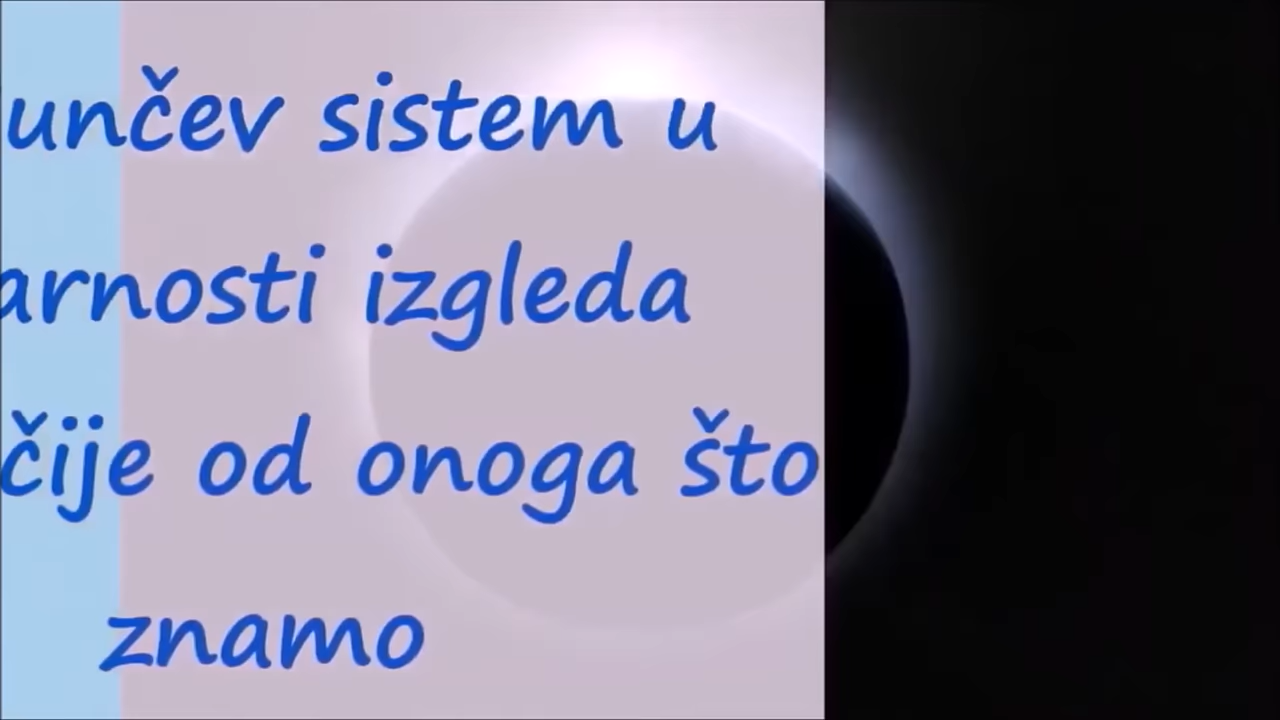 unčev sistem u
arnosti izgleda
čije od onoga što
znamo